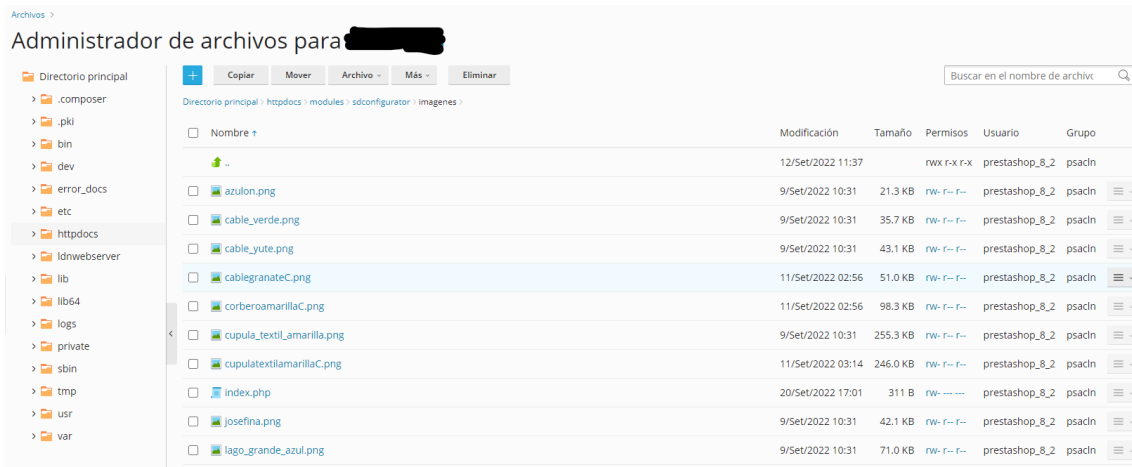 Archivos >
Administrador de archivos para
Directorio principal
> .composer
> .pki
> bin
> dev
> error_docs
> etc
> httpdocs
> ldnwebserver
> lib
> lib64
> logs
> private
> sbin
> tmp
> usr
> var
+ Copiar Mover Archivo Más Eliminar
Buscar en el nombre de archivo
Directorio principal > httpdocs > modules > sdconfigurator > imagenes >
Nombre ↑ Modificación Tamaño Permisos Usuario Grupo
.. 12/Set/2022 11:37 rwx r-x r-x prestashop_8_2 psacln
azulon.png 9/Set/2022 10:31 21.3 KB rw- r-- r-- prestashop_8_2 psacln
cable_verde.png 9/Set/2022 10:31 35.7 KB rw- r-- r-- prestashop_8_2 psacln
cable_yute.png 9/Set/2022 10:31 43.1 KB rw- r-- r-- prestashop_8_2 psacln
cablegranateC.png 11/Set/2022 02:56 51.0 KB rw- r-- r-- prestashop_8_2 psacln
corberoamarillaC.png 11/Set/2022 02:56 98.3 KB rw- r-- r-- prestashop_8_2 psacln
cupula_textil_amarilla.png 9/Set/2022 10:31 255.3 KB rw- r-- r-- prestashop_8_2 psacln
cupulatextilamarillaC.png 11/Set/2022 03:14 246.0 KB rw- r-- r-- prestashop_8_2 psacln
index.php 20/Set/2022 17:01 311 B rw- --- --- prestashop_8_2 psacln
josefina.png 9/Set/2022 10:31 42.1 KB rw- r-- r-- prestashop_8_2 psacln
lago_grande_azul.png 9/Set/2022 10:31 71.0 KB rw- r-- r-- prestashop_8_2 psacln